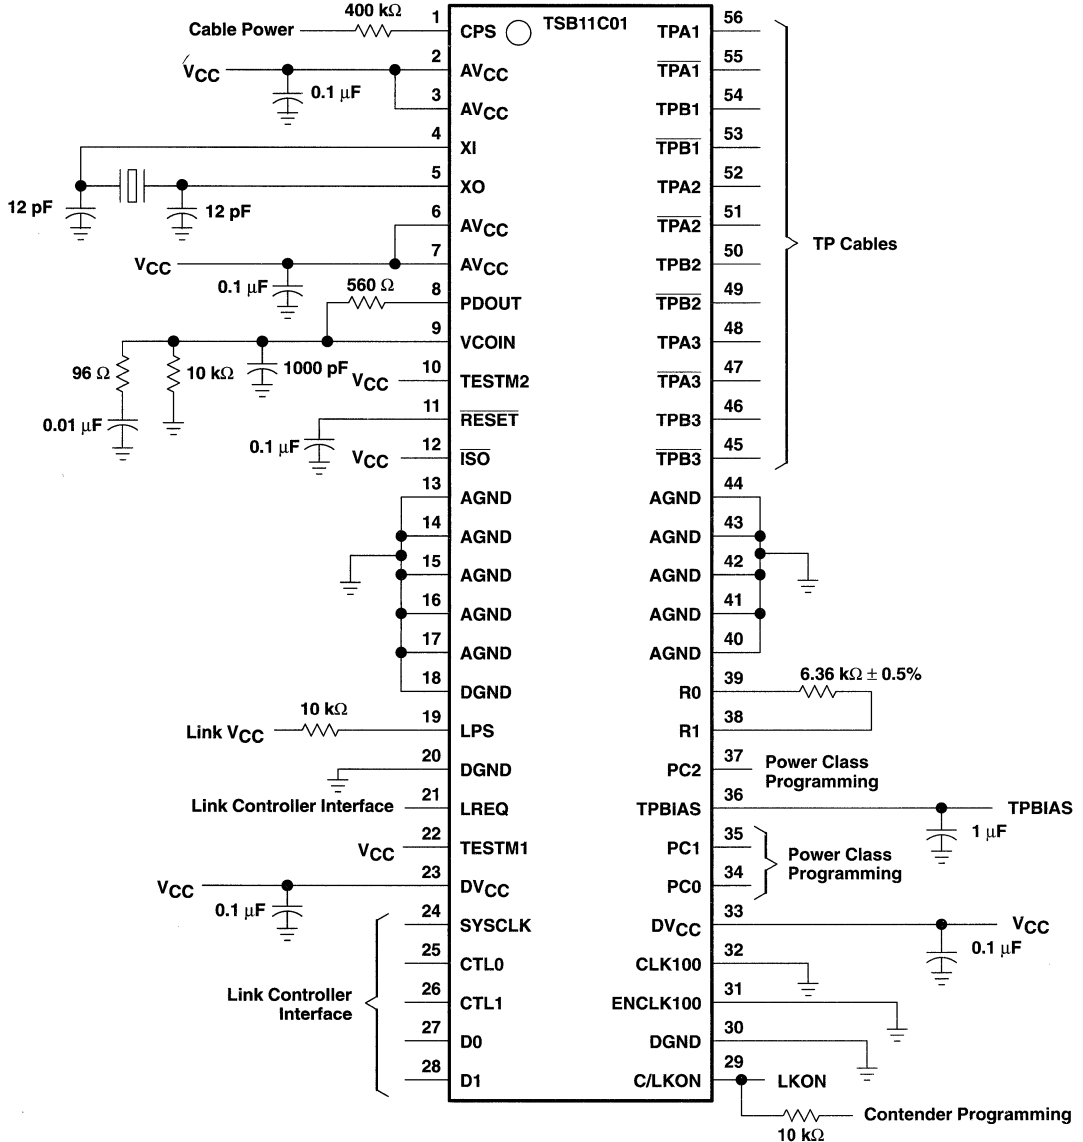 TSB11C01
Cable Power
400 kΩ
1 CPS
VCC
0.1 µF
2 AVCC
3 AVCC
4 XI
12 pF
12 pF
5 XO
6 AVCC
VCC
0.1 µF
7 AVCC
560 Ω
8 PDOUT
9 VCOIN
96 Ω
0.01 µF
10 kΩ
1000 pF
VCC
10 TESTM2
0.1 µF
11 RESET
VCC
12 ISO
13 AGND
14 AGND
15 AGND
16 AGND
17 AGND
18 DGND
Link VCC
10 kΩ
19 LPS
20 DGND
Link Controller Interface
21 LREQ
VCC
22 TESTM1
VCC
0.1 µF
23 DVCC
24 SYSCLK
25 CTL0
26 CTL1
27 D0
28 D1
Link Controller
Interface
TPA1 56
TPA1 55
TPB1 54
TPB1 53
TPA2 52
TPA2 51
TPB2 50
TPB2 49
TPA3 48
TPA3 47
TPB3 46
TPB3 45
TP Cables
AGND 44
AGND 43
AGND 42
AGND 41
AGND 40
R0 39
6.36 kΩ ± 0.5%
R1 38
PC2 37
Power Class
Programming
TPBIAS 36
TPBIAS
1 µF
PC1 35
PC0 34
Power Class
Programming
DVCC 33
VCC
0.1 µF
CLK100 32
ENCLK100 31
DGND 30
C/LKON 29
LKON
10 kΩ
Contender Programming